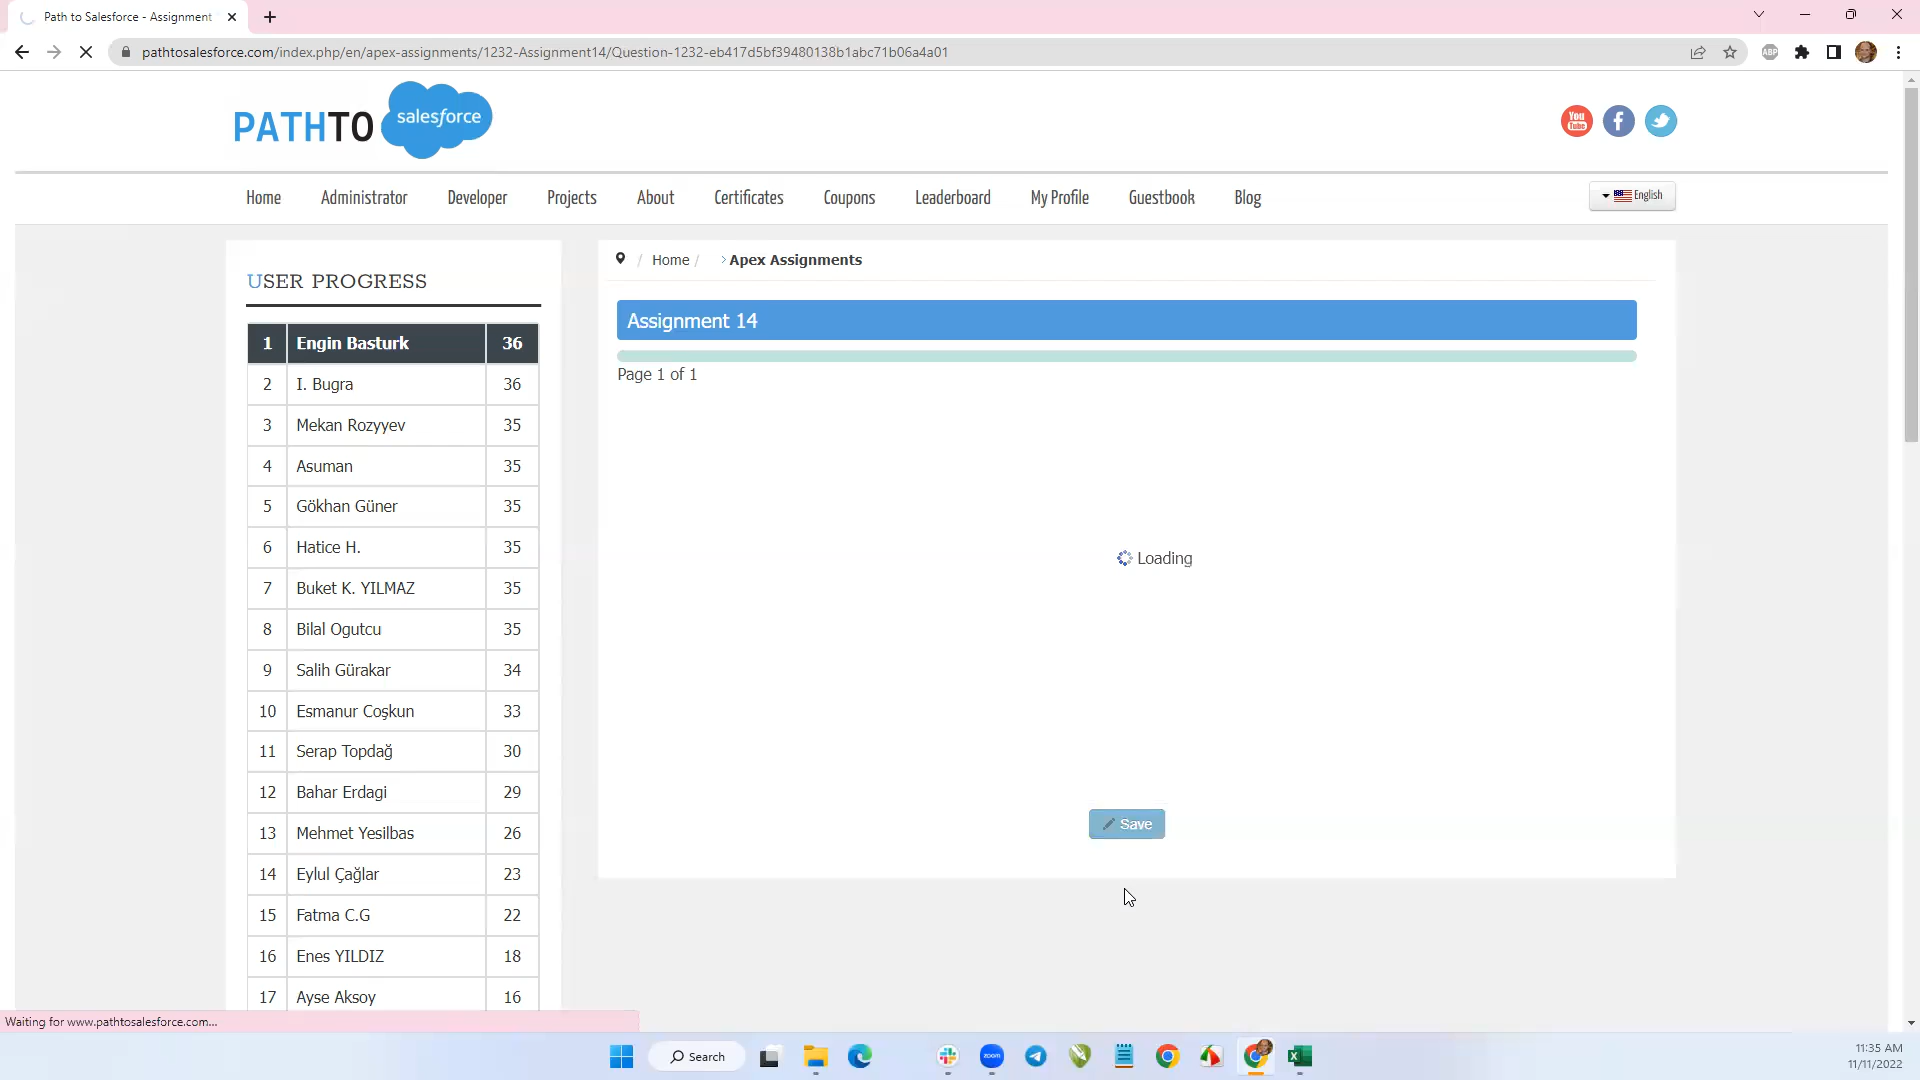 Path to Salesforce - Assignment
pathtosalesforce.com/index.php/en/apex-assignments/1232-Assignment14/Question-1232-eb417d5bf39480138b1abc71b06a4a01
ABP
PATHTO salesforce
You Tube
Home Administrator Developer Projects About Certificates Coupons Leaderboard My Profile Guestbook Blog
English
USER PROGRESS
1 Engin Basturk 36
2 I. Bugra 36
3 Mekan Rozyyev 35
4 Asuman 35
5 Gökhan Güner 35
6 Hatice H. 35
7 Buket K. YILMAZ 35
8 Bilal Ogutcu 35
9 Salih Gürakar 34
10 Esmanur Coşkun 33
11 Serap Topdağ 30
12 Bahar Erdagi 29
13 Mehmet Yesilbas 26
14 Eylul Çağlar 23
15 Fatma C.G 22
16 Enes YILDIZ 18
17 Ayse Aksoy 16
/ Home / > Apex Assignments
Assignment 14
Page 1 of 1
Loading
Save
Waiting for www.pathtosalesforce.com...
Search
zoom
11:35 AM
11/11/2022